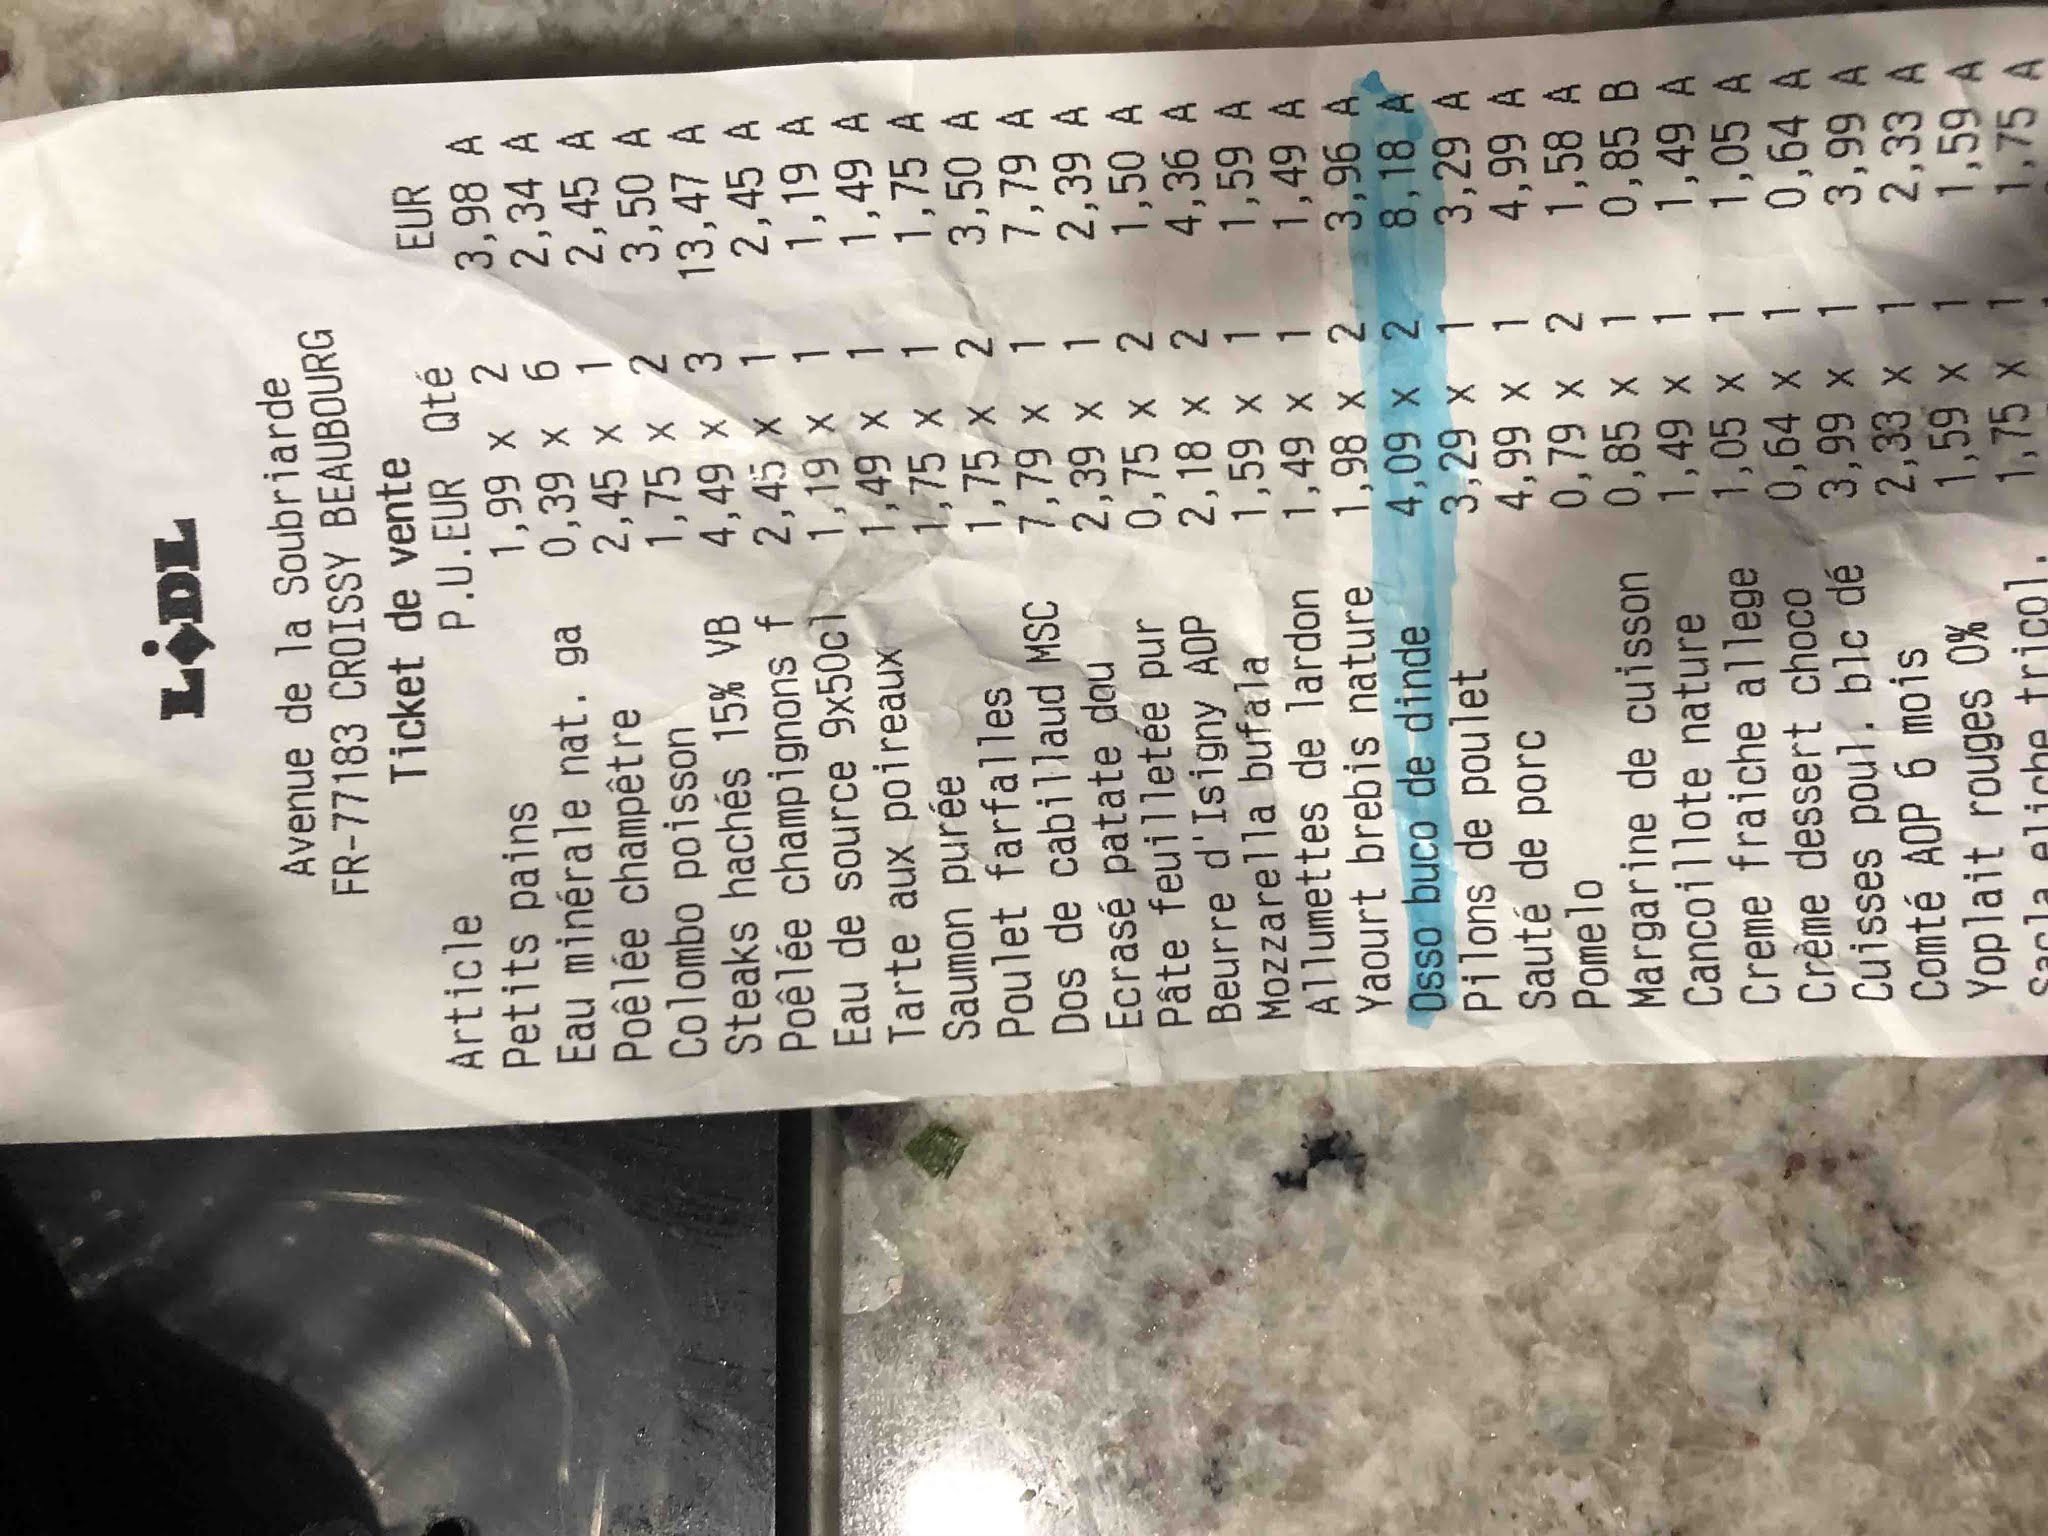 LiDL
Avenue de la Soubriarde
FR-77183 CROISSY BEAUBOURG
Ticket de vente
Article P.U.EUR Qté EUR
Petits pains 1,99 x 2 3,98 A
Eau minérale nat. ga 0,39 x 6 2,34 A
Poêlée champêtre 2,45 x 1 2,45 A
Colombo poisson 1,75 x 2 3,50 A
Steaks hachés 15% VB 4,49 x 3 13,47 A
Poêlée champignons f 2,45 x 1 2,45 A
Eau de source 9x50cl 1,19 x 1 1,19 A
Tarte aux poireaux 1,49 x 1 1,49 A
Saumon purée 1,75 x 1 1,75 A
Poulet farfalles 1,75 x 2 3,50 A
Dos de cabillaud MSC 7,79 x 1 7,79 A
Ecrasé patate dou 2,39 x 1 2,39 A
Pâte feuilletée pur 0,75 x 2 1,50 A
Beurre d'Isigny AOP 2,18 x 2 4,36 A
Mozzarella bufala 1,59 x 1 1,59 A
Allumettes de lardon 1,49 x 1 1,49 A
Yaourt brebis nature 1,98 x 2 3,96 A
Osso buco de dinde 4,09 x 2 8,18 A
Pilons de poulet 3,29 x 1 3,29 A
Sauté de porc 4,99 x 1 4,99 A
Pomelo 0,79 x 2 1,58 A
Margarine de cuisson 0,85 x 1 0,85 B
Cancoillote nature 1,49 x 1 1,49 A
Creme fraiche allege 1,05 x 1 1,05 A
Crème dessert choco 0,64 x 1 0,64 A
Cuisses poul. blc dé 3,99 x 1 3,99 A
Comté AOP 6 mois 2,33 x 1 2,33 A
Yoplait rouges 0% 1,59 x 1 1,59 A
Sacla eliche tricol. 1,75 x 1 1,75 A